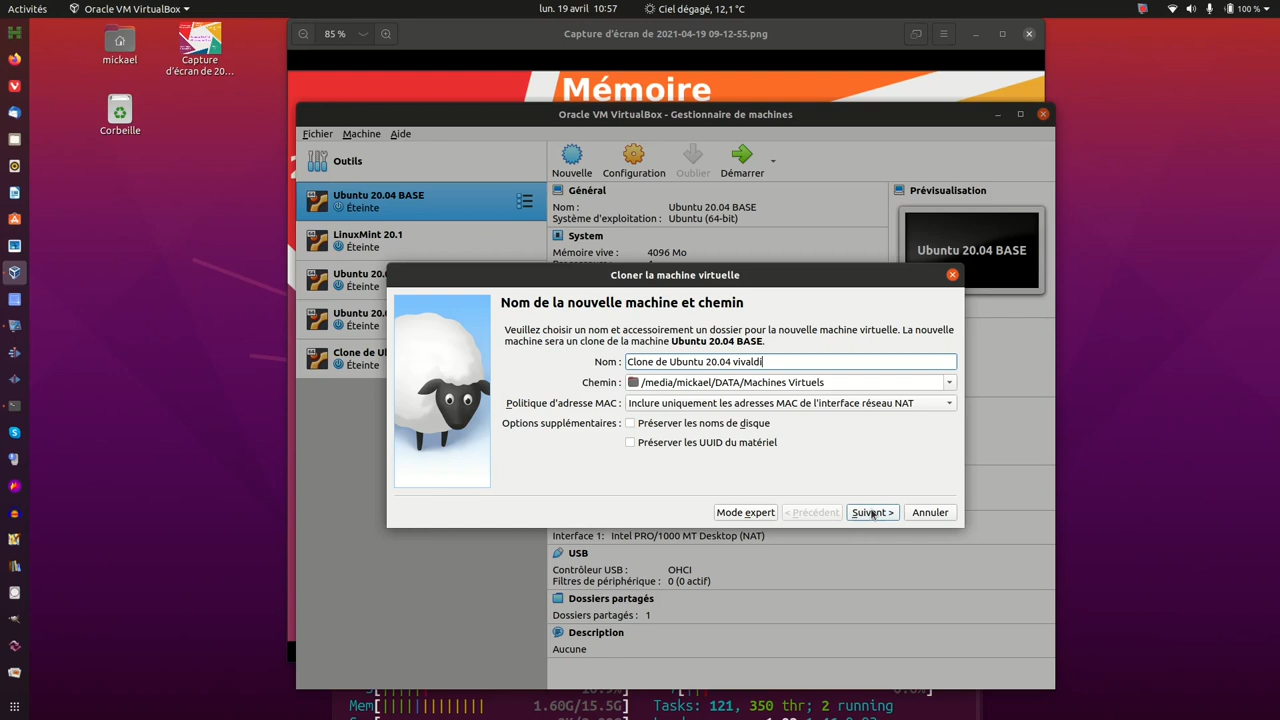 Activités
Oracle VM VirtualBox
lun. 19 avril 10:57
Ciel dégagé, 12,1 °C
100 %
mickael
Capture
d'écran de 20…
Corbeille
85 %
Capture d'écran de 2021-04-19 09-12-55.png
Mémoire
Oracle VM VirtualBox - Gestionnaire de machines
Fichier
Machine
Aide
Outils
Nouvelle
Configuration
Oublier
Démarrer
Ubuntu 20.04 BASE
Éteinte
LinuxMint 20.1
Éteinte
Ubuntu 20.0
Éteinte
Ubuntu 20.0
Éteinte
Clone de U
Éteinte
Général
Nom : Ubuntu 20.04 BASE
Système d'exploitation : Ubuntu (64-bit)
System
Mémoire vive : 4096 Mo
Prévisualisation
Ubuntu 20.04 BASE
Cloner la machine virtuelle
Nom de la nouvelle machine et chemin
Veuillez choisir un nom et accessoirement un dossier pour la nouvelle machine virtuelle. La nouvelle
machine sera un clone de la machine Ubuntu 20.04 BASE.
Nom : Clone de Ubuntu 20.04 vivaldi
Chemin : /media/mickael/DATA/Machines Virtuels
Politique d'adresse MAC : Inclure uniquement les adresses MAC de l'interface réseau NAT
Options supplémentaires : Préserver les noms de disque
Préserver les UUID du matériel
Mode expert
< Précédent
Suivant >
Annuler
Interface 1: Intel PRO/1000 MT Desktop (NAT)
USB
Contrôleur USB : OHCI
Filtres de périphérique : 0 (0 actif)
Dossiers partagés
Dossiers partagés : 1
Description
Aucune
Mem[|||||||||||||||| 1.60G/15.5G]
Tasks: 121, 350 thr; 2 running